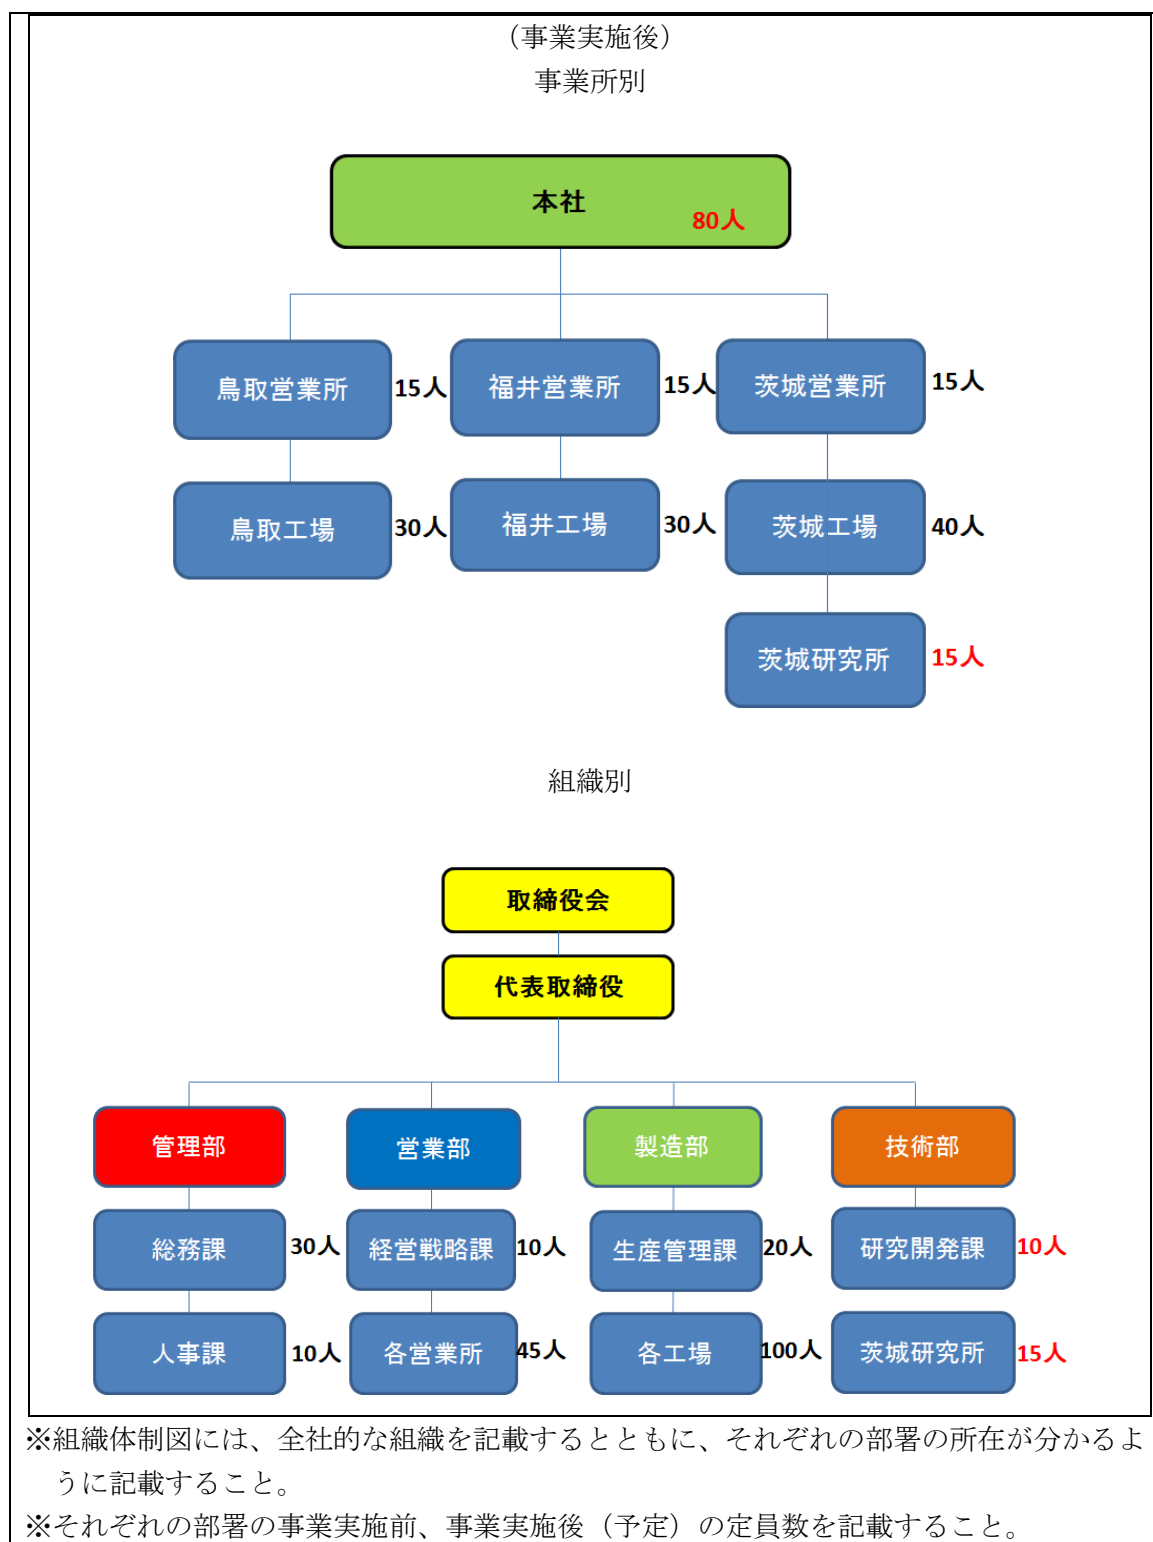 （事業実施後）
事業所別
本社
80人
鳥取営業所 15人 福井営業所 15人 茨城営業所 15人
鳥取工場 30人 福井工場 30人 茨城工場 40人
茨城研究所 15人
組織別
取締役会
代表取締役
管理部 営業部 製造部 技術部
総務課 30人 経営戦略課 10人 生産管理課 20人 研究開発課 10人
人事課 10人 各営業所 45人 各工場 100人 茨城研究所 15人
※組織体制図には、全社的な組織を記載するとともに、それぞれの部署の所在が分かるよ
うに記載すること。
※それぞれの部署の事業実施前、事業実施後（予定）の定員数を記載すること。